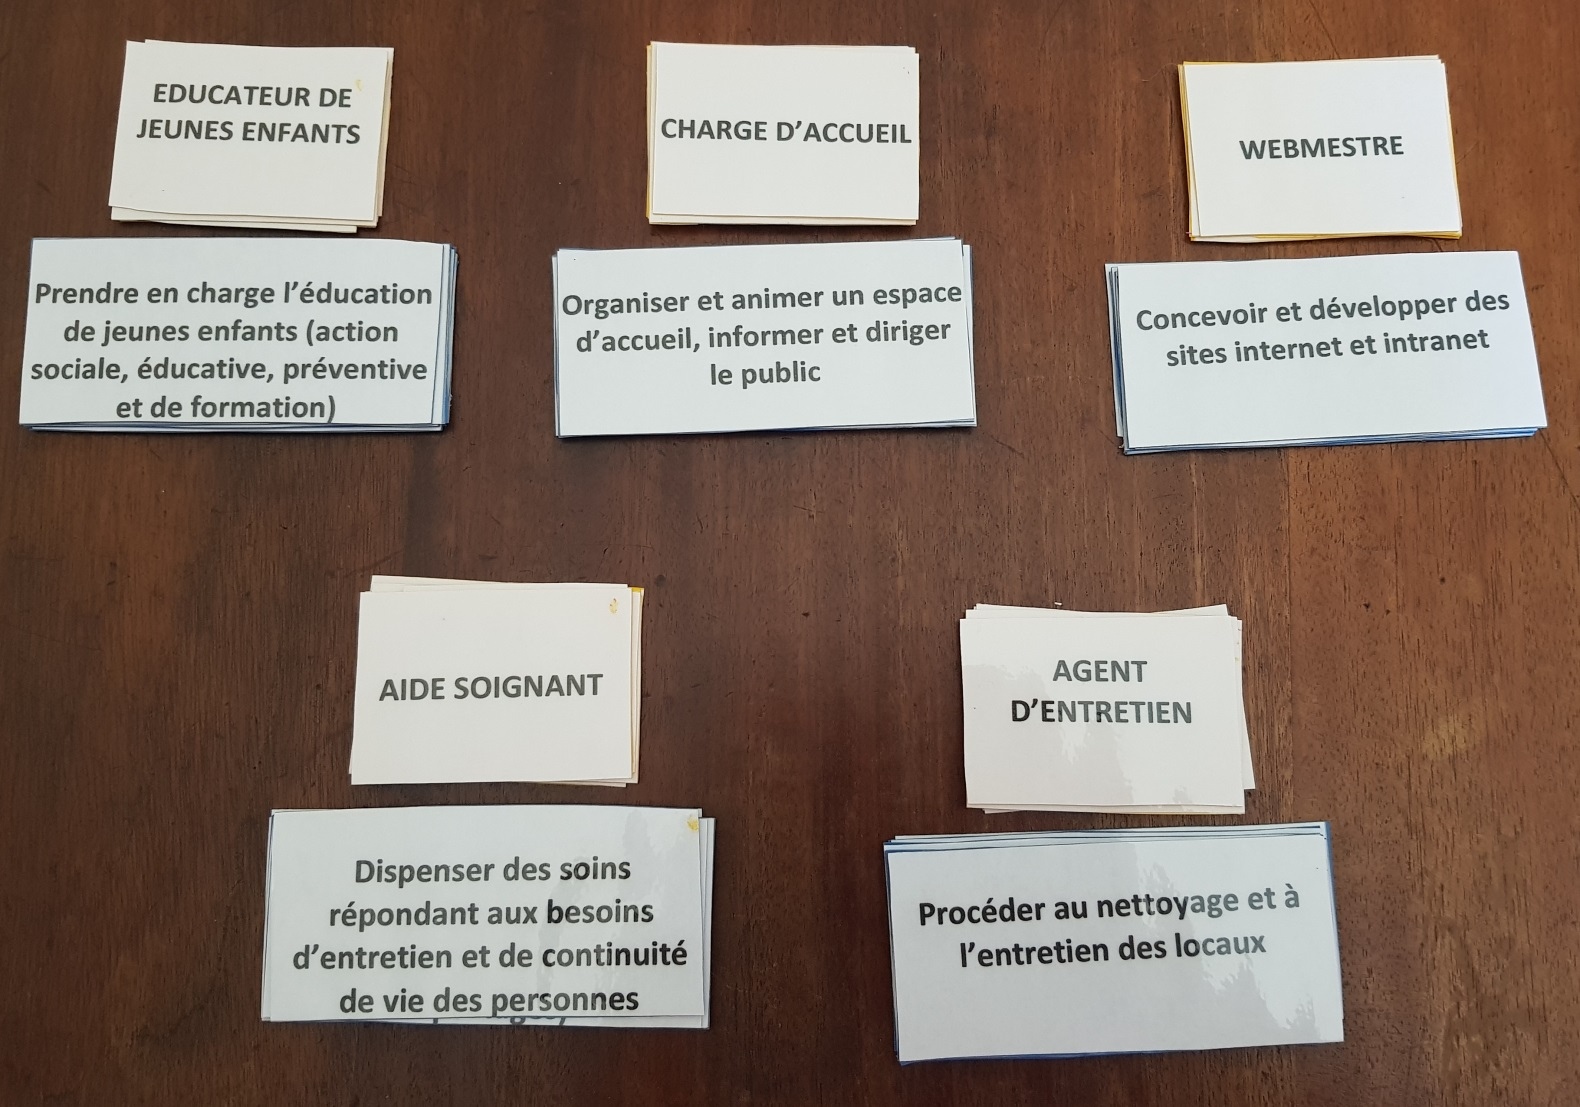 EDUCATEUR DE
JEUNES ENFANTS
Prendre en charge l'éducation
de jeunes enfants (action
sociale, éducative, préventive
et de formation)
CHARGE D'ACCUEIL
Organiser et animer un espace
d'accueil, informer et diriger
le public
WEBMESTRE
Concevoir et développer des
sites internet et intranet
AIDE SOIGNANT
Dispenser des soins
répondant aux besoins
d'entretien et de continuité
de vie des personnes
AGENT
D'ENTRETIEN
Procéder au nettoyage et à
l'entretien des locaux